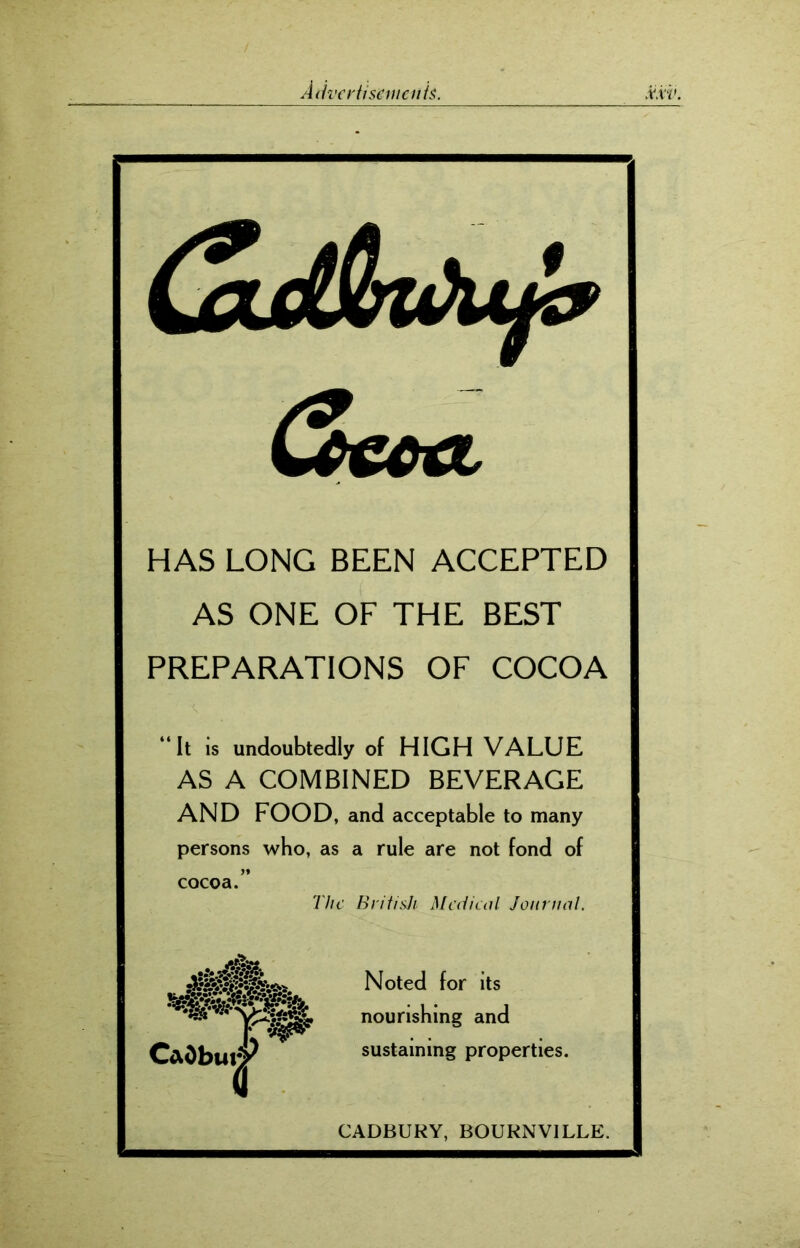 Advertisements. xxv.
Cadbury's
Cocoa
HAS LONG BEEN ACCEPTED
AS ONE OF THE BEST
PREPARATIONS OF COCOA
“It is undoubtedly of HIGH VALUE
AS A COMBINED BEVERAGE
AND FOOD, and acceptable to many
persons who, as a rule are not fond of
cocoa.”
The British Medical Journal.
Noted for its
nourishing and
sustaining properties.
Cadbury
CADBURY, BOURNVILLE.